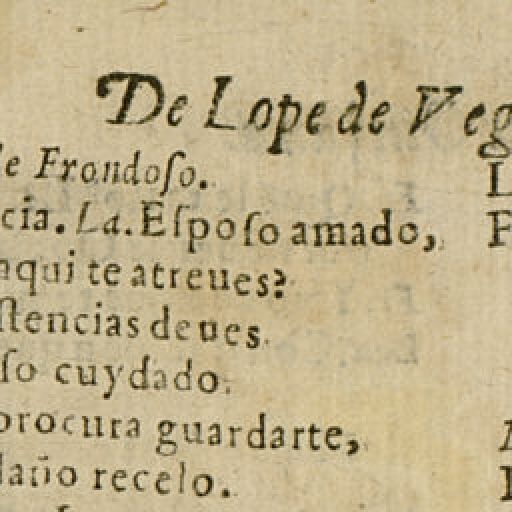 De Lope de Veg
le Frondoſo.
cia. La. Eſpoſo amado,
aqui te atreues?
ſtencias deues.
ſo cuydado.
procura guardarte,
daño recelo.